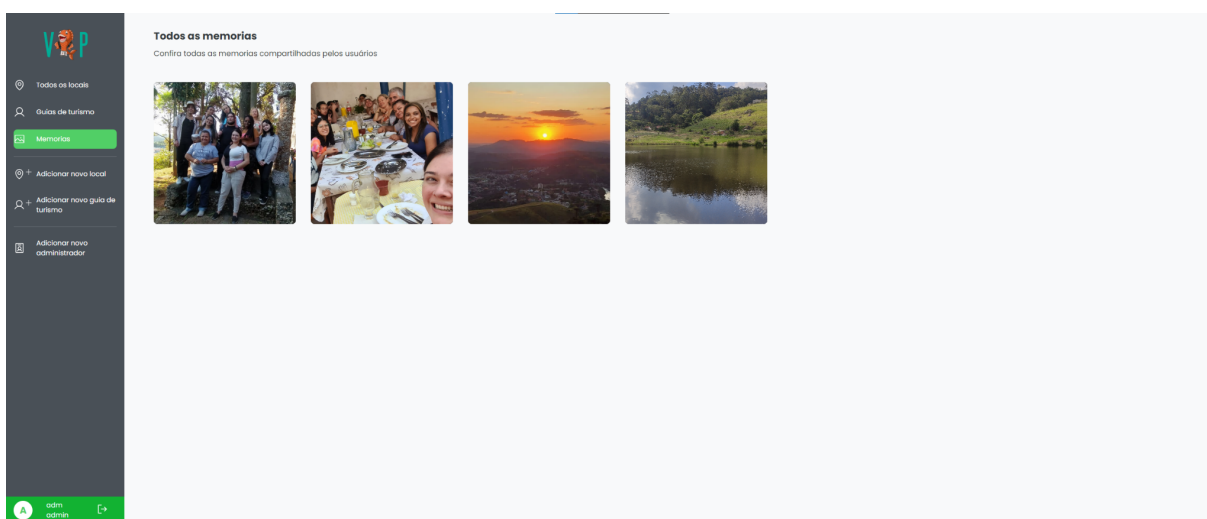 VIP
Todos os locais
Guias de turismo
Memorias
Adicionar novo local
Adicionar novo guia de
turismo
Adicionar novo
administrador
A
adm
admin
Todos as memorias
Confira todas as memorias compartilhadas pelos usuários